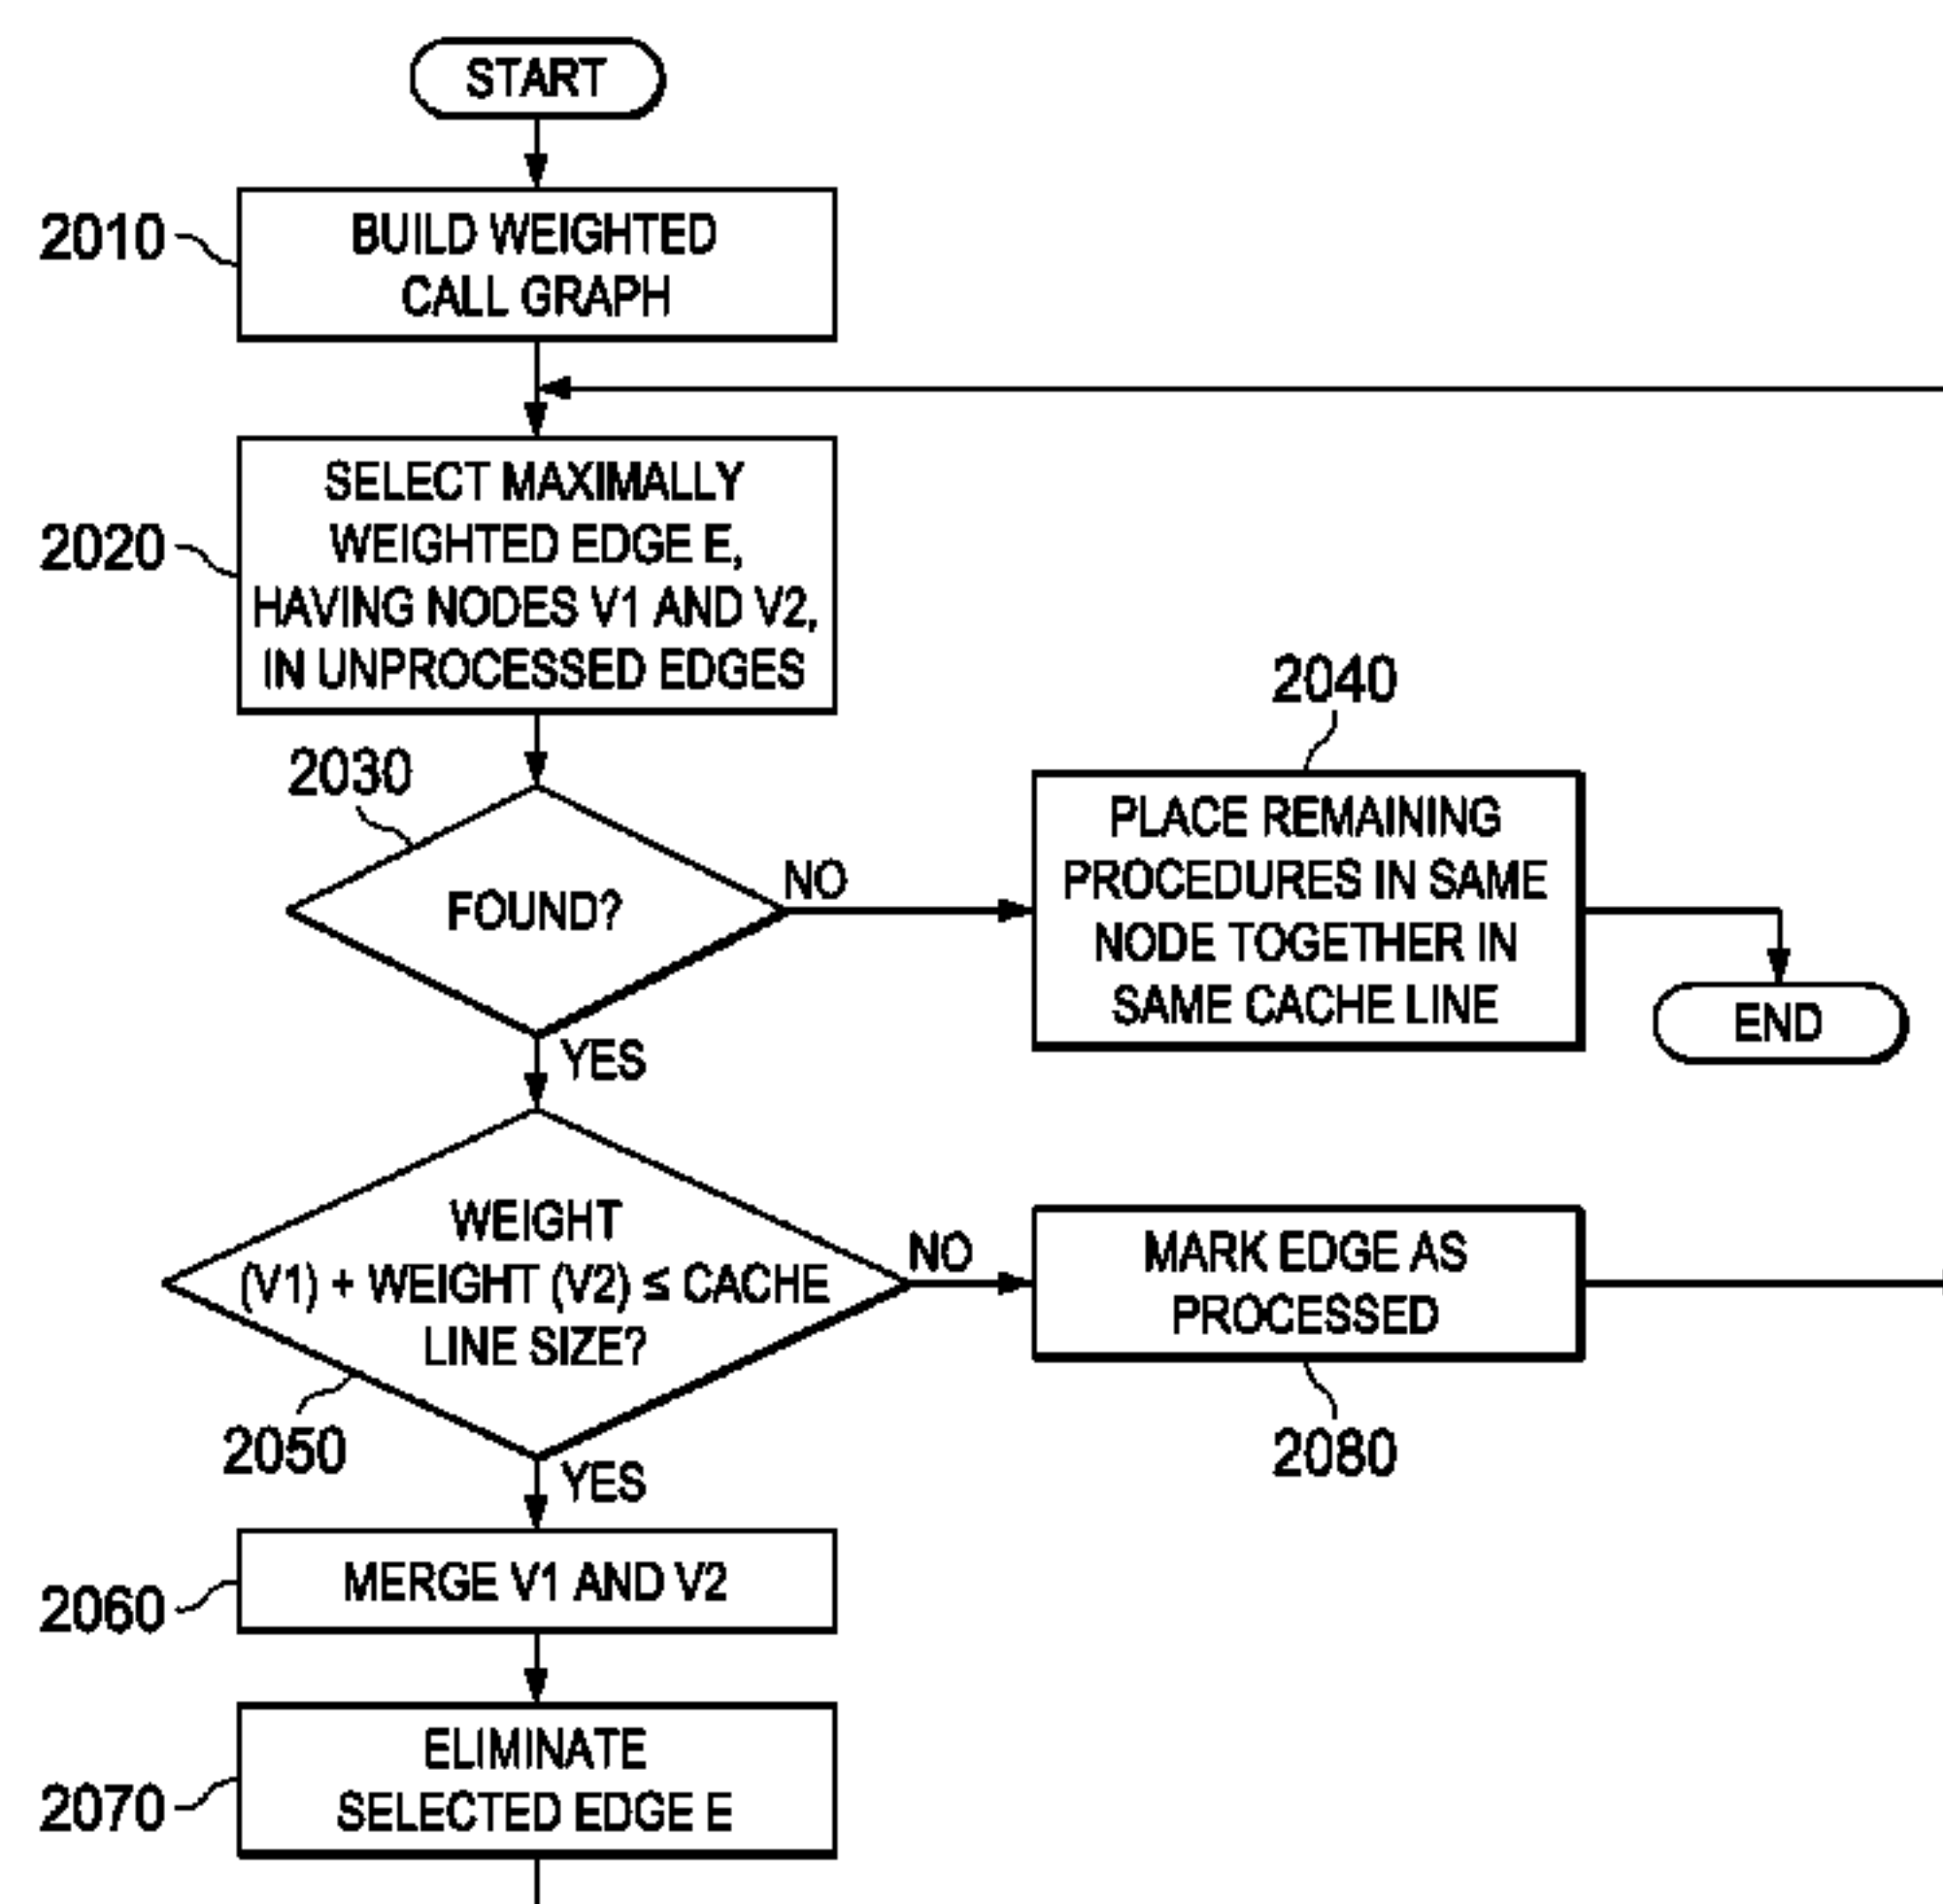 START
2010
BUILD WEIGHTED
CALL GRAPH
2020
SELECT MAXIMALLY
WEIGHTED EDGE E,
HAVING NODES V1 AND V2,
IN UNPROCESSED EDGES
2030
FOUND?
NO
YES
2040
PLACE REMAINING
PROCEDURES IN SAME
NODE TOGETHER IN
SAME CACHE LINE
END
WEIGHT
(V1) + WEIGHT (V2) ≤ CACHE
LINE SIZE?
2050
NO
YES
MARK EDGE AS
PROCESSED
2080
2060
MERGE V1 AND V2
2070
ELIMINATE
SELECTED EDGE E